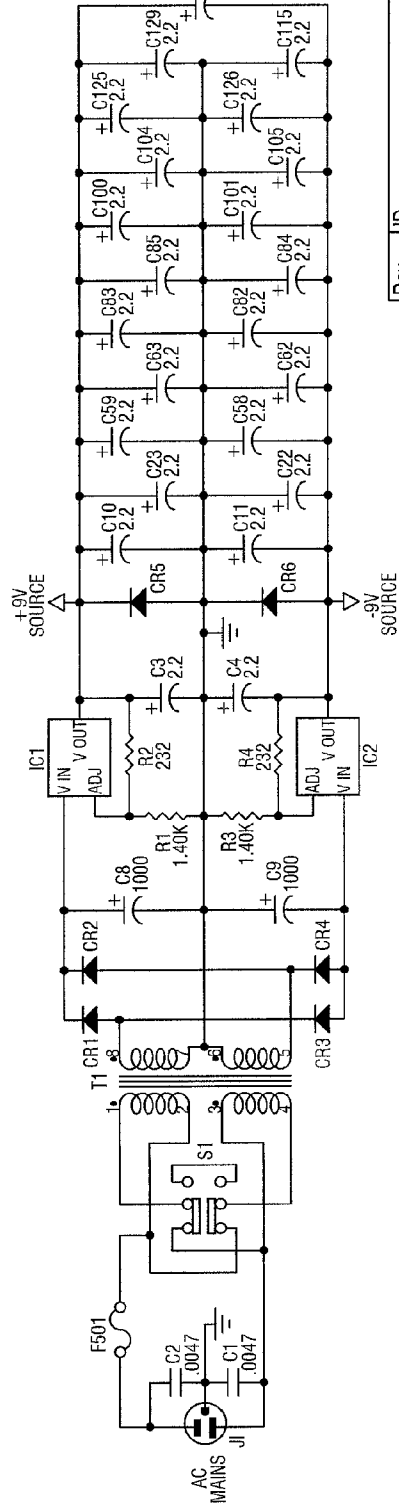 AC
MAINS
J1
C2
.0047
C1
.0047
F501
S1
T1
1
2
3
4
8
6
5
CR1
CR2
CR3
CR4
C8
1000
C9
1000
IC1
V IN
V OUT
ADJ
R1
1.40K
R2
232
R3
1.40K
R4
232
ADJ
V OUT
V IN
IC2
C3
2.2
C4
2.2
+9V
SOURCE
CR5
CR6
-9V
SOURCE
C10
2.2
C11
2.2
C23
2.2
C22
2.2
C59
2.2
C58
2.2
C63
2.2
C62
2.2
C83
2.2
C82
2.2
C85
2.2
C84
2.2
C100
2.2
C101
2.2
C104
2.2
C105
2.2
C125
2.2
C126
2.2
C129
2.2
C115
2.2